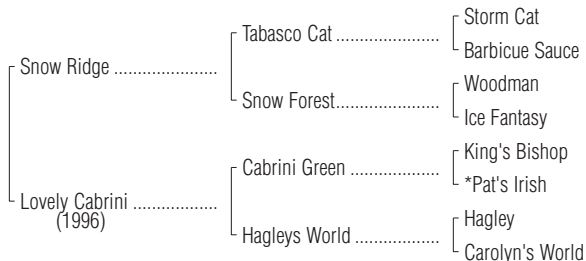 Storm Cat
Tabasco Cat ....................
Barbicue Sauce
Snow Ridge ....................
Woodman
Snow Forest....................
Ice Fantasy
King's Bishop
Cabrini Green ....................
*Pat's Irish
Lovely Cabrini ....................
(1996)
Hagley
Hagleys World ....................
Carolyn's World